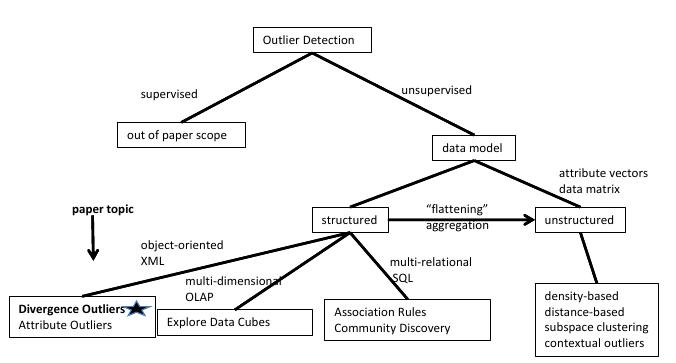 Outlier Detection
supervised
unsupervised
out of paper scope
data model
attribute vectors
data matrix
paper topic
structured
“flattening”
aggregation
unstructured
object-oriented
XML
multi-dimensional
OLAP
multi-relational
SQL
Divergence Outliers
Attribute Outliers
Explore Data Cubes
Association Rules
Community Discovery
density-based
distance-based
subspace clustering
contextual outliers